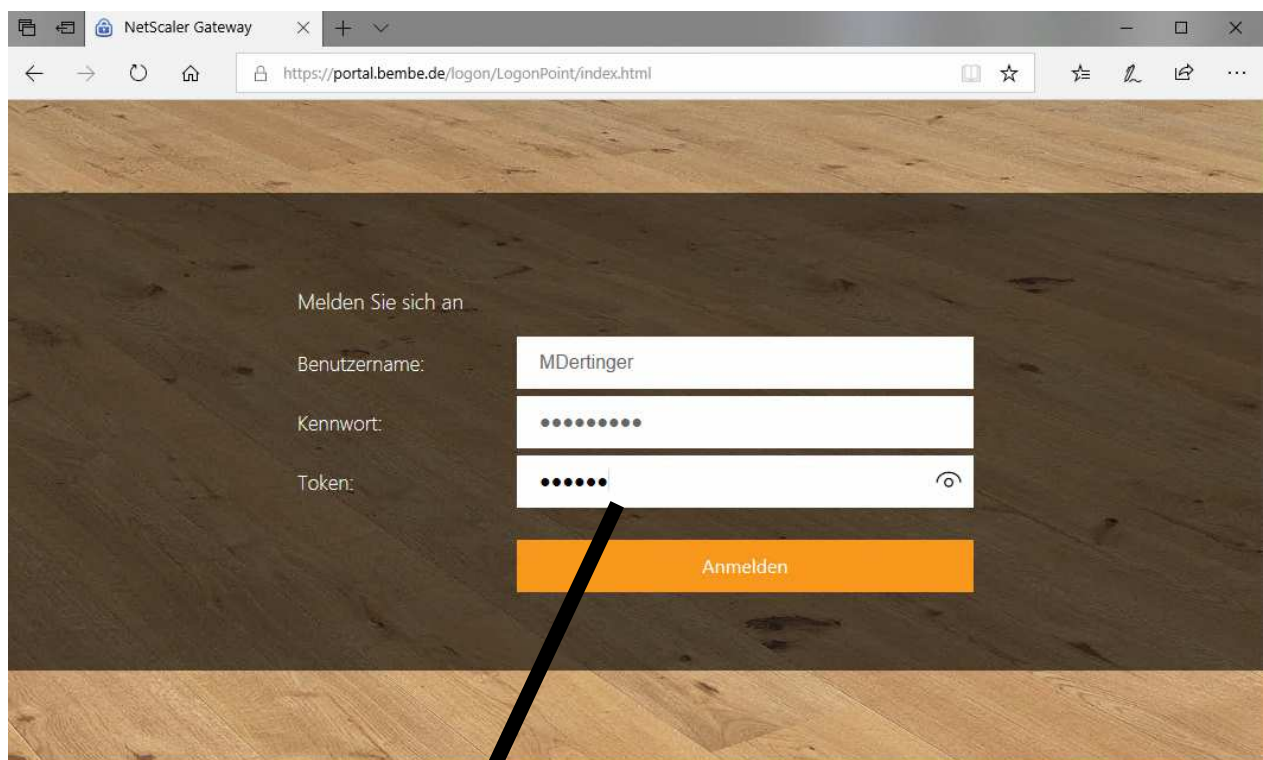 NetScaler Gateway
https://portal.bembe.de/logon/LogonPoint/index.html
Melden Sie sich an
Benutzername: MDertinger
Kennwort: •••••••••
Token: ••••••
Anmelden